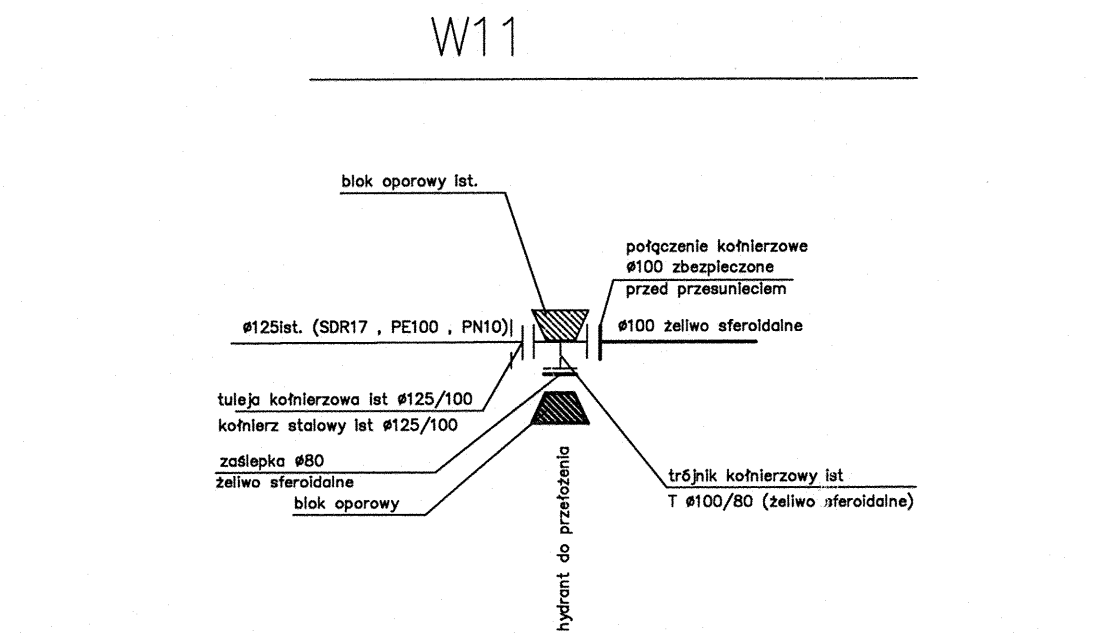 W11
blok oporowy ist.
połączenie kołnierzowe
ø100 zbezpieczone
przed przesunieciem
ø125ist. (SDR17 , PE100 , PN10)
ø100 żeliwo sferoidalne
tuleja kołnierzowa ist ø125/100
kołnierz stalowy ist ø125/100
zaślepka ø80
żeliwo sferoidalne
blok oporowy
trójnik kołnierzowy ist
T ø100/80 (żeliwo sferoidalne)
hydrant do przełożenia